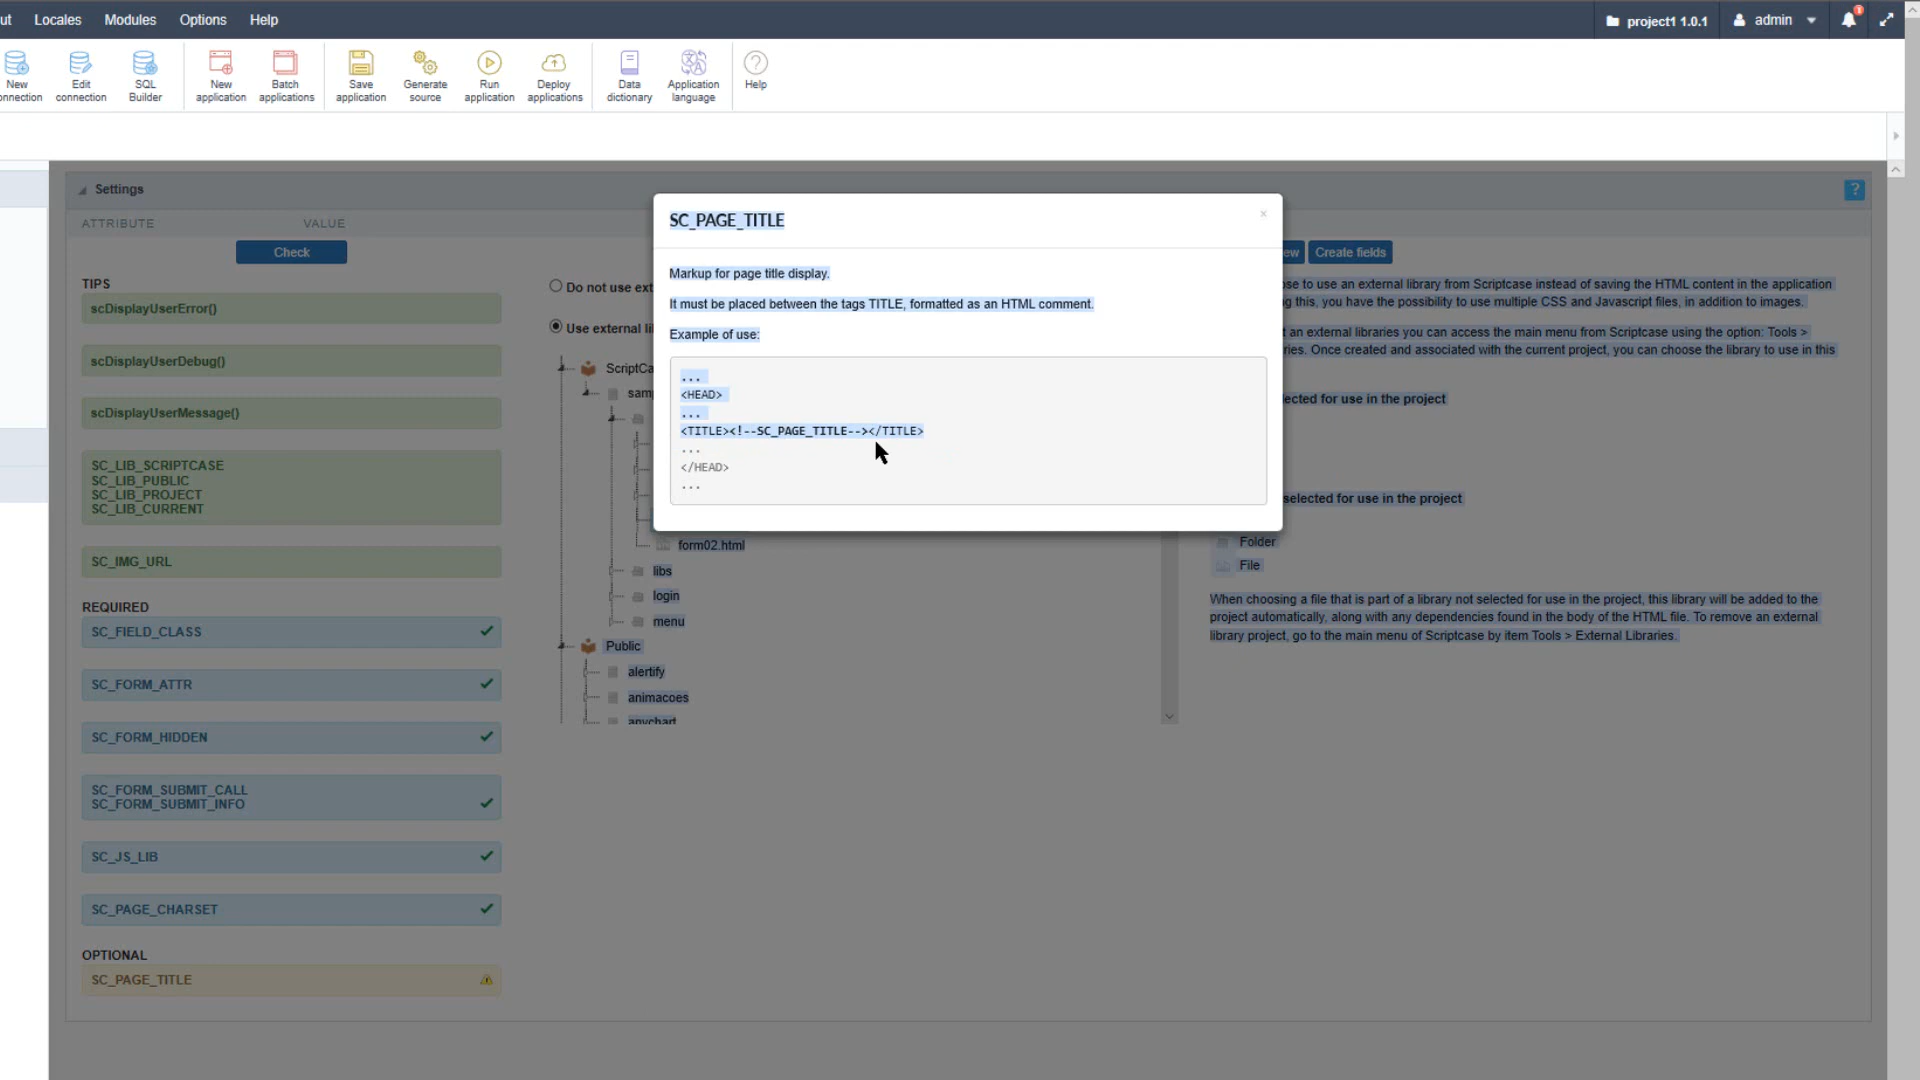 ut Locales Modules Options Help
project1 1.0.1 admin 1
New
onnection
Edit
connection
SQL
Builder
New
application
Batch
applications
Save
application
Generate
source
Run
application
Deploy
applications
Data
dictionary
Application
language
Help
Settings ?
ATTRIBUTE VALUE
Check
TIPS
scDisplayUserError()
scDisplayUserDebug()
scDisplayUserMessage()
SC_LIB_SCRIPTCASE
SC_LIB_PUBLIC
SC_LIB_PROJECT
SC_LIB_CURRENT
SC_IMG_URL
REQUIRED
SC_FIELD_CLASS
SC_FORM_ATTR
SC_FORM_HIDDEN
SC_FORM_SUBMIT_CALL
SC_FORM_SUBMIT_INFO
SC_JS_LIB
SC_PAGE_CHARSET
OPTIONAL
SC_PAGE_TITLE
Do not use ext
Use external li
ScriptCa
sam
form02.html
libs
login
menu
Public
alertify
animacoes
anychart
SC_PAGE_TITLE ×
Markup for page title display.
It must be placed between the tags TITLE, formatted as an HTML comment.
Example of use:
...
<HEAD>
...
<TITLE><!--SC_PAGE_TITLE--></TITLE>
...
</HEAD>
...
ew Create fields
ose to use an external library from Scriptcase instead of saving the HTML content in the application
g this, you have the possibility to use multiple CSS and Javascript files, in addition to images.
t an external libraries you can access the main menu from Scriptcase using the option: Tools >
ries. Once created and associated with the current project, you can choose the library to use in this
lected for use in the project
selected for use in the project
Folder
File
When choosing a file that is part of a library not selected for use in the project, this library will be added to the
project automatically, along with any dependencies found in the body of the HTML file. To remove an external
library project, go to the main menu of Scriptcase by item Tools > External Libraries.